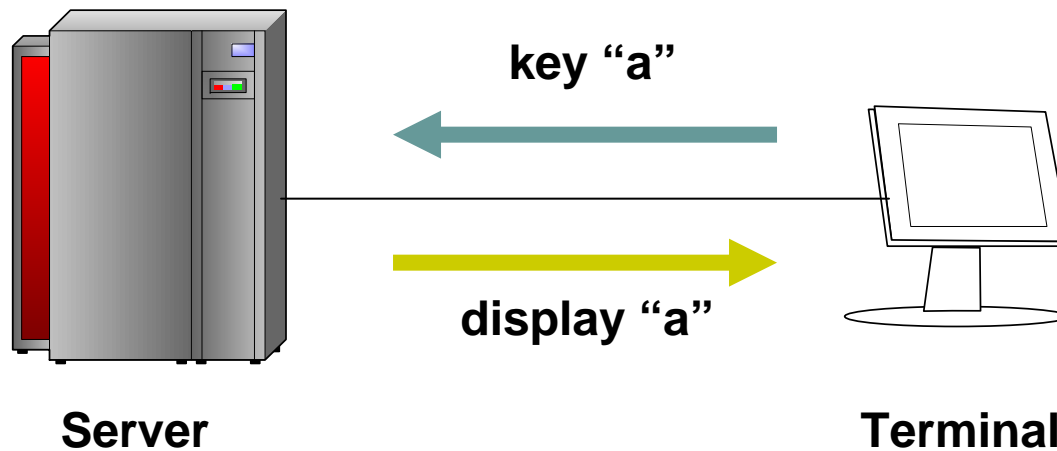 key “a”
display “a”
Server
Terminal